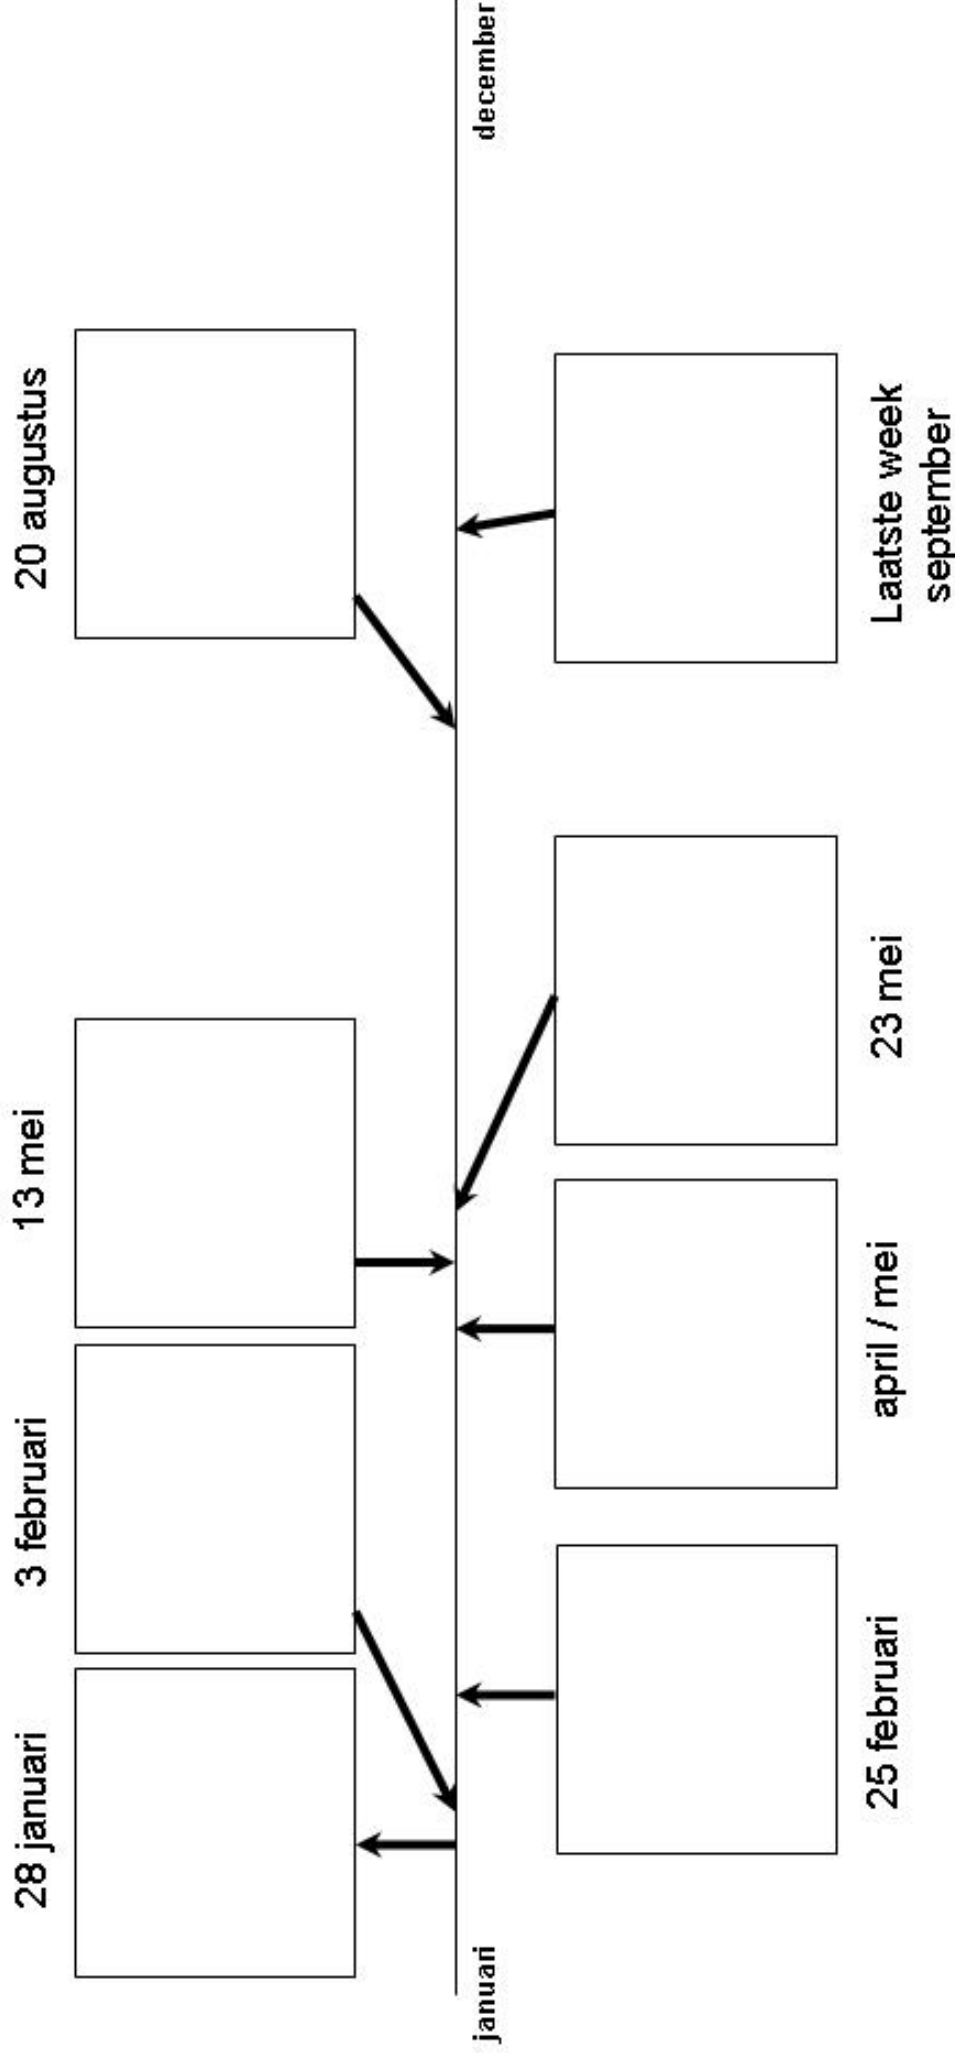 28 januari
3 februari
13 mei
20 augustus
januari
december
25 februari
april / mei
23 mei
Laatste week
september